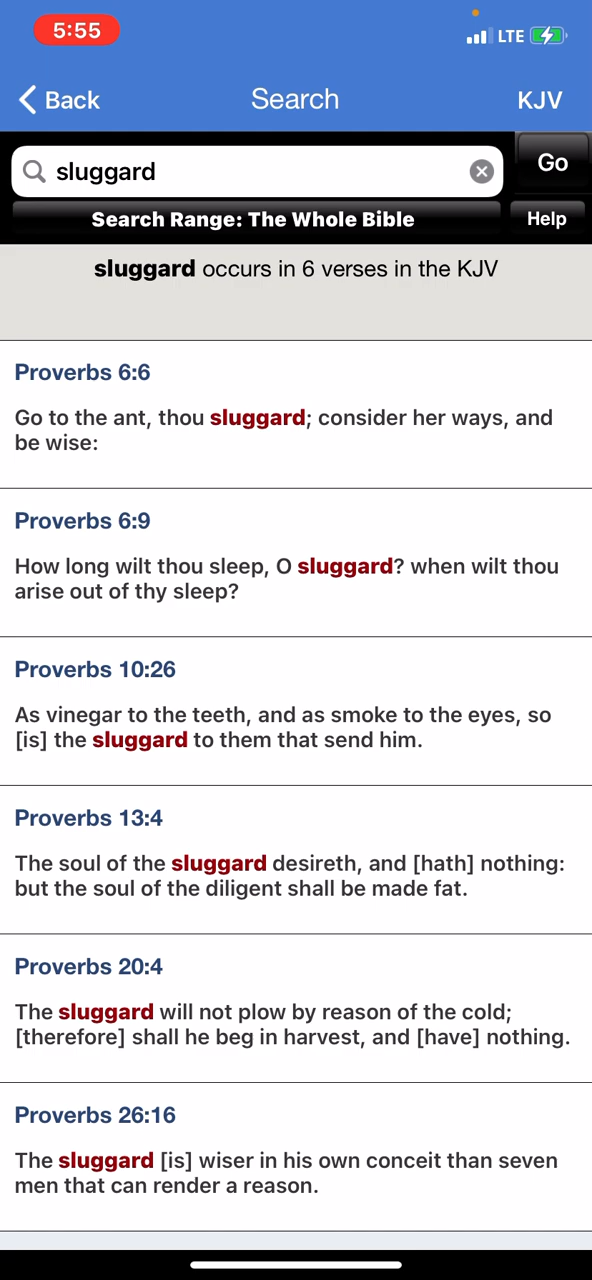 5:55
LTE
Back
Search
KJV
sluggard
Go
Search Range: The Whole Bible
Help
sluggard occurs in 6 verses in the KJV
Proverbs 6:6
Go to the ant, thou sluggard; consider her ways, and
be wise:
Proverbs 6:9
How long wilt thou sleep, O sluggard? when wilt thou
arise out of thy sleep?
Proverbs 10:26
As vinegar to the teeth, and as smoke to the eyes, so
[is] the sluggard to them that send him.
Proverbs 13:4
The soul of the sluggard desireth, and [hath] nothing:
but the soul of the diligent shall be made fat.
Proverbs 20:4
The sluggard will not plow by reason of the cold;
[therefore] shall he beg in harvest, and [have] nothing.
Proverbs 26:16
The sluggard [is] wiser in his own conceit than seven
men that can render a reason.